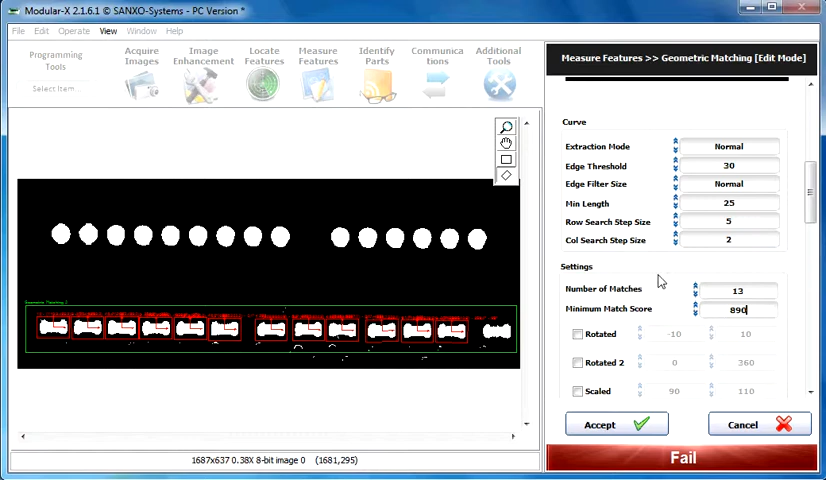 Modular-X 2.1.6.1 © SANXO-Systems - PC Version *
File Edit Operate View Window Help
Programming Tools
Select Item...
Acquire Images
Image Enhancement
Locate Features
Measure Features
Identify Parts
Communications
Additional Tools
Measure Features >> Geometric Matching [Edit Mode]
Curve
Extraction Mode Normal
Edge Threshold 30
Edge Filter Size Normal
Min Length 25
Row Search Step Size 5
Col Search Step Size 2
Settings
Number of Matches 13
Minimum Match Score 890
Rotated -10 10
Rotated 2 0 360
Scaled 90 110
Accept Cancel
Geometric Matching 2
1687x637 0.38X 8-bit image 0 (1681,295)
Fail